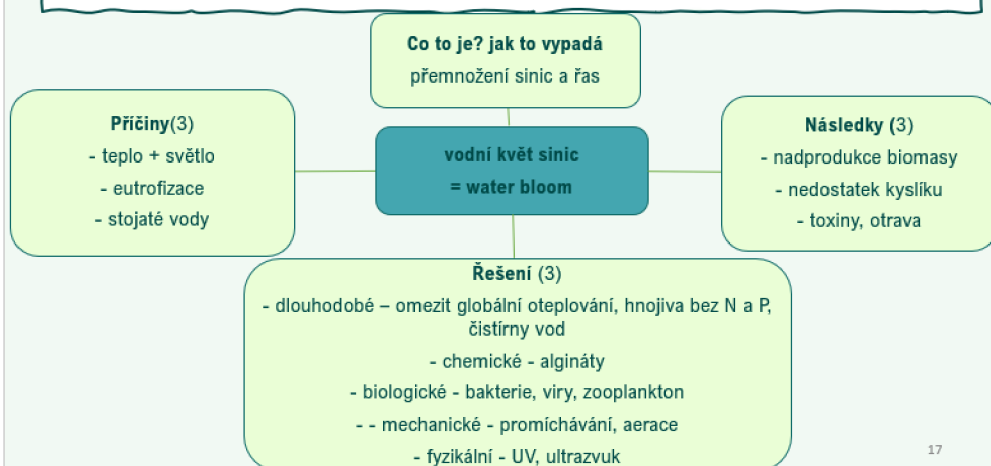 Co to je? jak to vypadá
přemnožení sinic a řas
Příčiny(3)
- teplo + světlo
- eutrofizace
- stojaté vody
vodní květ sinic
= water bloom
Následky (3)
- nadprodukce biomasy
- nedostatek kyslíku
- toxiny, otrava
Řešení (3)
- dlouhodobé – omezit globální oteplování, hnojiva bez N a P,
čistírny vod
- chemické - algináty
- biologické - bakterie, viry, zooplankton
- - mechanické - promíchávání, aerace
- fyzikální - UV, ultrazvuk
17